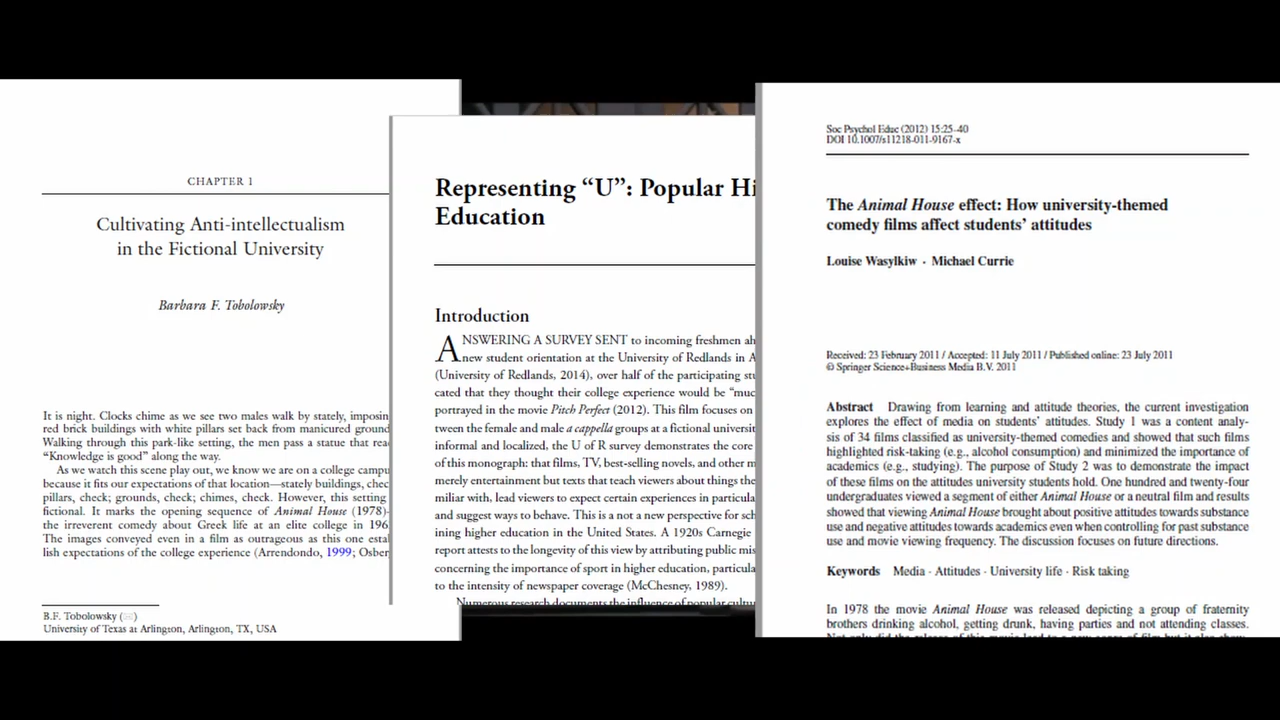 CHAPTER 1
Cultivating Anti-intellectualism
in the Fictional University
Barbara F. Tobolowsky
It is night. Clocks chime as we see two males walk by stately, imposin
red brick buildings with white pillars set back from manicured ground
Walking through this park-like setting, the men pass a statue that rea
“Knowledge is good” along the way.
As we watch this scene play out, we know we are on a college campu
because it fits our expectations of that location—stately buildings, chec
pillars, check; grounds, check; chimes, check. However, this setting
fictional. It marks the opening sequence of Animal House (1978)-
the irreverent comedy about Greek life at an elite college in 196
The images conveyed even in a film as outrageous as this one estal
lish expectations of the college experience (Arrendondo, 1999; Osber
B.F. Tobolowsky
University of Texas at Arlington, Arlington, TX, USA
Representing “U”: Popular Hi
Education
Introduction
ANSWERING A SURVEY SENT to incoming freshmen ah
new student orientation at the University of Redlands in A
(University of Redlands, 2014), over half of the participating stu
cated that they thought their college experience would be “muc
portrayed in the movie Pitch Perfect (2012). This film focuses on
tween the female and male a cappella groups at a fictional universit
informal and localized, the U of R survey demonstrates the core
of this monograph: that films, TV, best-selling novels, and other m
merely entertainment but texts that teach viewers about things the
miliar with, lead viewers to expect certain experiences in particula
and suggest ways to behave. This is not a new perspective for sch
ining higher education in the United States. A 1920s Carnegie
report attests to the longevity of this view by attributing public mis
concerning the importance of sport in higher education, particula
to the intensity of newspaper coverage (McChesney, 1989).
Numerous research documents the influence of popular cultu
Soc Psychol Educ (2012) 15:25–40
DOI 10.1007/s11218-011-9167-x
The Animal House effect: How university-themed
comedy films affect students’ attitudes
Louise Wasylkiw · Michael Currie
Received: 23 February 2011 / Accepted: 11 July 2011 / Published online: 23 July 2011
© Springer Science+Business Media B.V. 2011
Abstract Drawing from learning and attitude theories, the current investigation
explores the effect of media on students’ attitudes. Study 1 was a content analy-
sis of 34 films classified as university-themed comedies and showed that such films
highlighted risk-taking (e.g., alcohol consumption) and minimized the importance of
academics (e.g., studying). The purpose of Study 2 was to demonstrate the impact
of these films on the attitudes university students hold. One hundred and twenty-four
undergraduates viewed a segment of either Animal House or a neutral film and results
showed that viewing Animal House brought about positive attitudes towards substance
use and negative attitudes towards academics even when controlling for past substance
use and movie viewing frequency. The discussion focuses on future directions.
Keywords Media · Attitudes · University life · Risk taking
In 1978 the movie Animal House was released depicting a group of fraternity
brothers drinking alcohol, getting drunk, having parties and not attending classes.